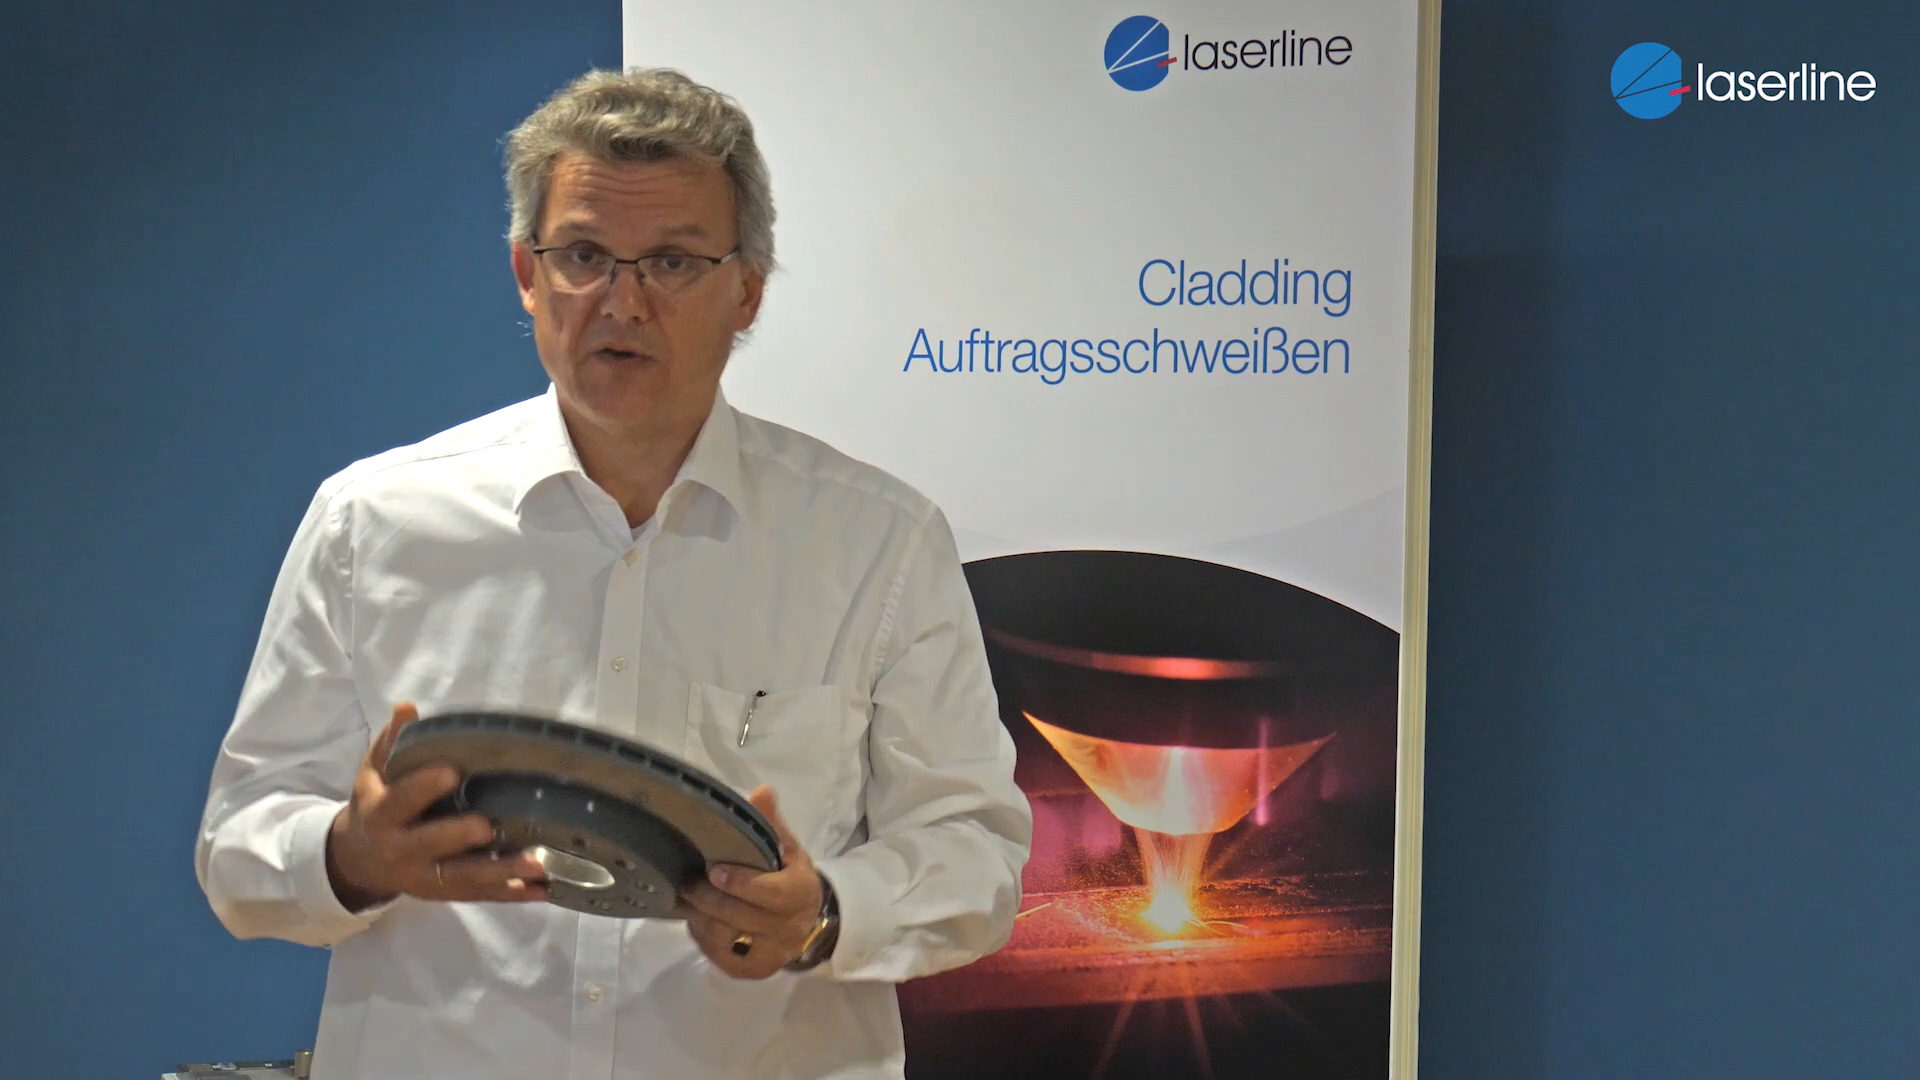 laserline
laserline
Cladding
Auftragsschweißen